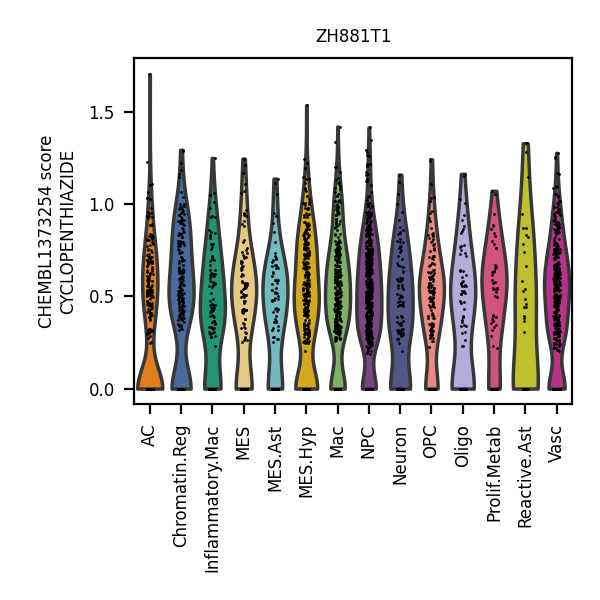 ZH881T1
CHEMBL1373254 score
CYCLOPENTHIAZIDE
1.5
1.0
0.5
0.0
AC
Chromatin.Reg
Inflammatory.Mac
MES
MES.Ast
MES.Hyp
Mac
NPC
Neuron
OPC
Oligo
Prolif.Metab
Reactive.Ast
Vasc